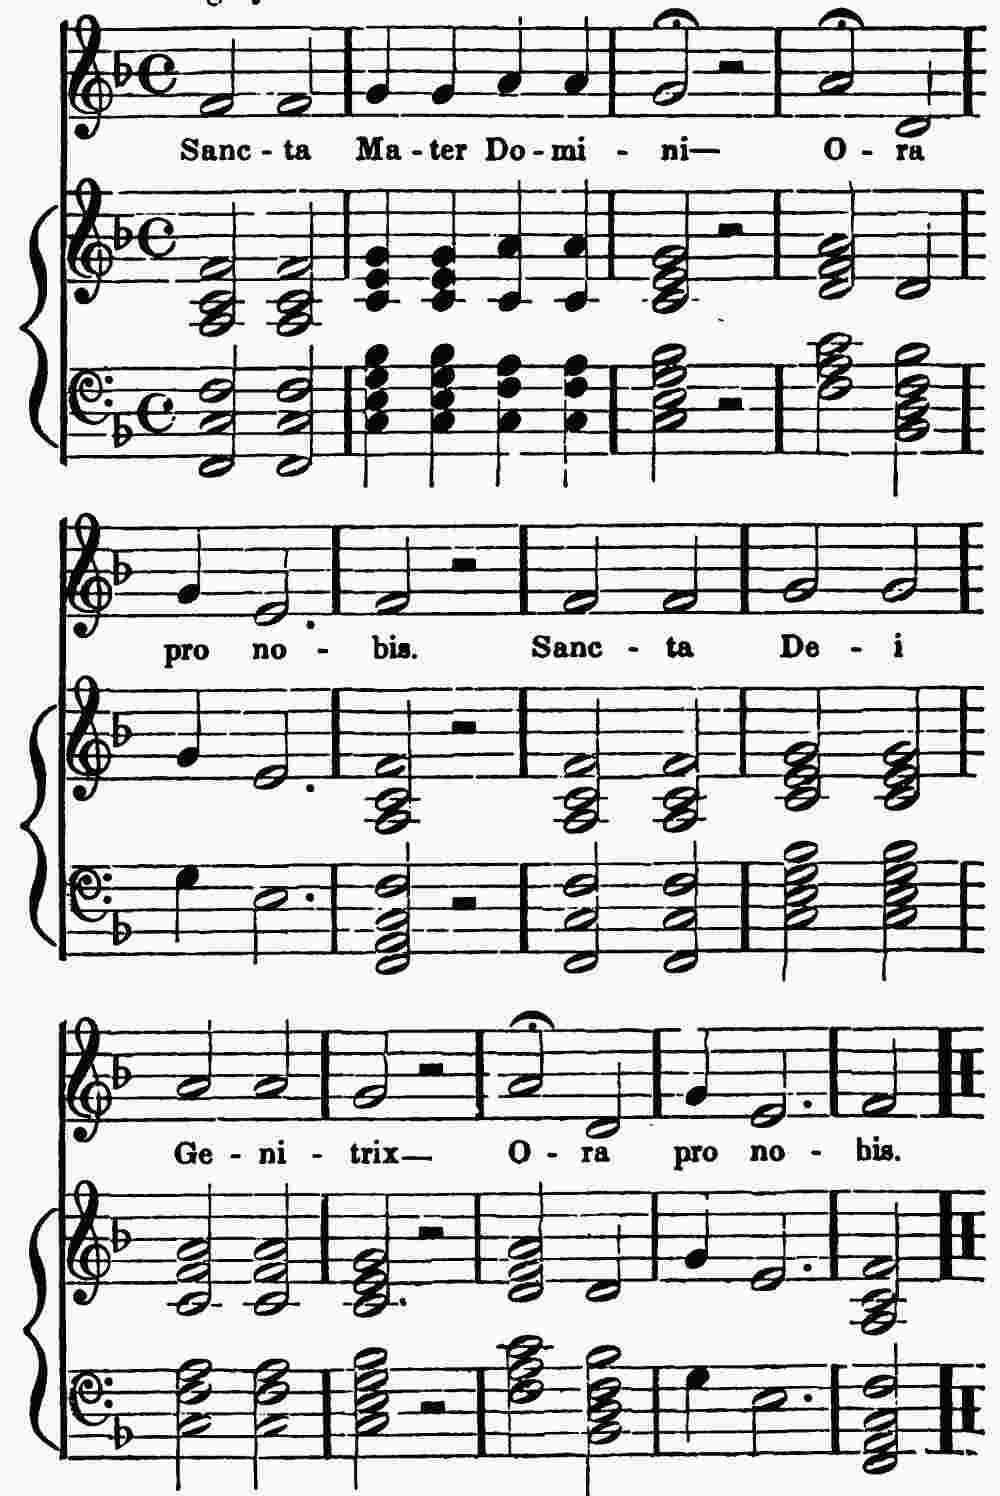 Sanc - ta Ma - ter Do - mi - ni— O - ra
pro no - bis. Sanc - ta De - i
Ge - ni - trix— O - ra pro no - bis.